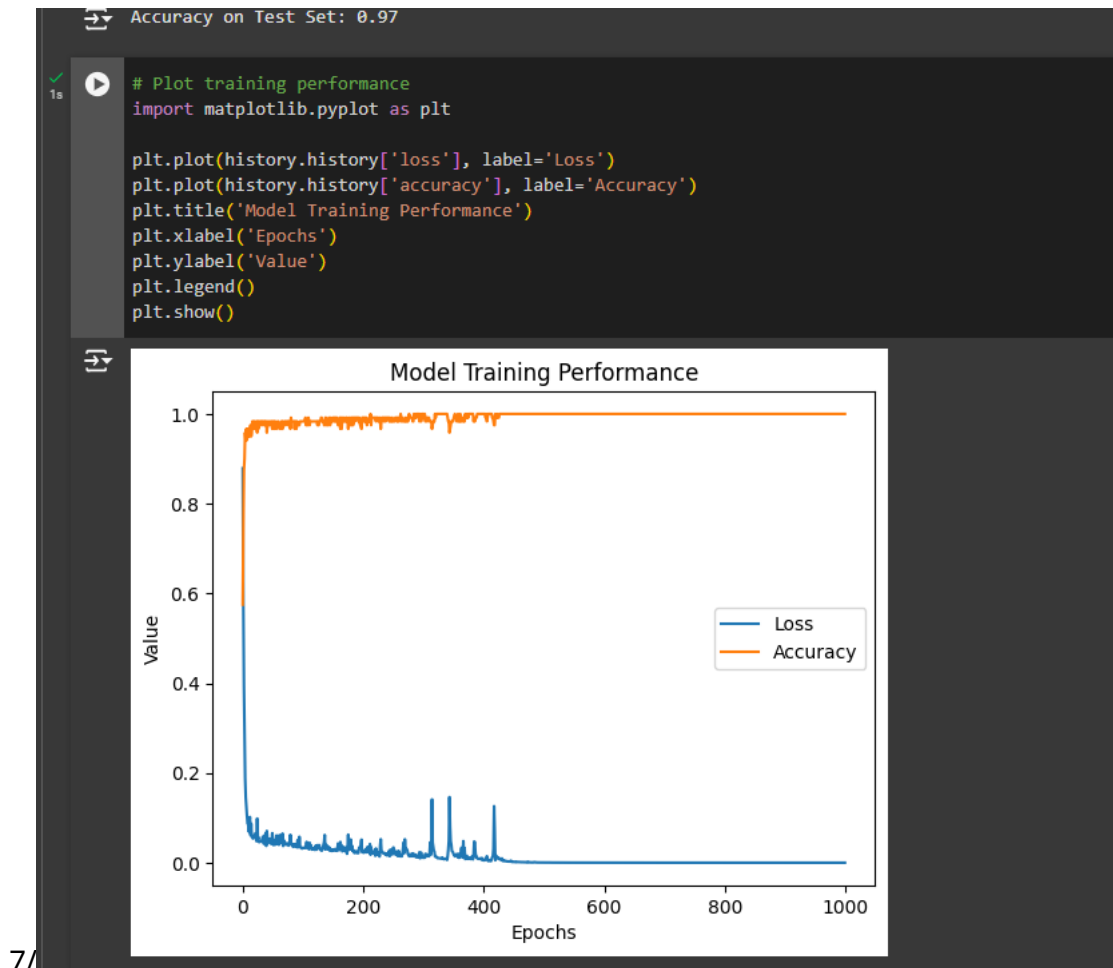 Accuracy on Test Set: 0.97
1s
# Plot training performance
import matplotlib.pyplot as plt
plt.plot(history.history['loss'], label='Loss')
plt.plot(history.history['accuracy'], label='Accuracy')
plt.title('Model Training Performance')
plt.xlabel('Epochs')
plt.ylabel('Value')
plt.legend()
plt.show()
Model Training Performance
1.0
0.8
0.6
0.4
0.2
0.0
Value
Loss
Accuracy
0 200 400 600 800 1000
Epochs
7/